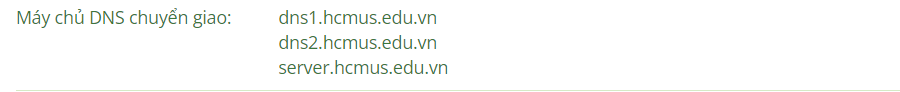 Máy chủ DNS chuyển giao: dns1.hcmus.edu.vn
dns2.hcmus.edu.vn
server.hcmus.edu.vn